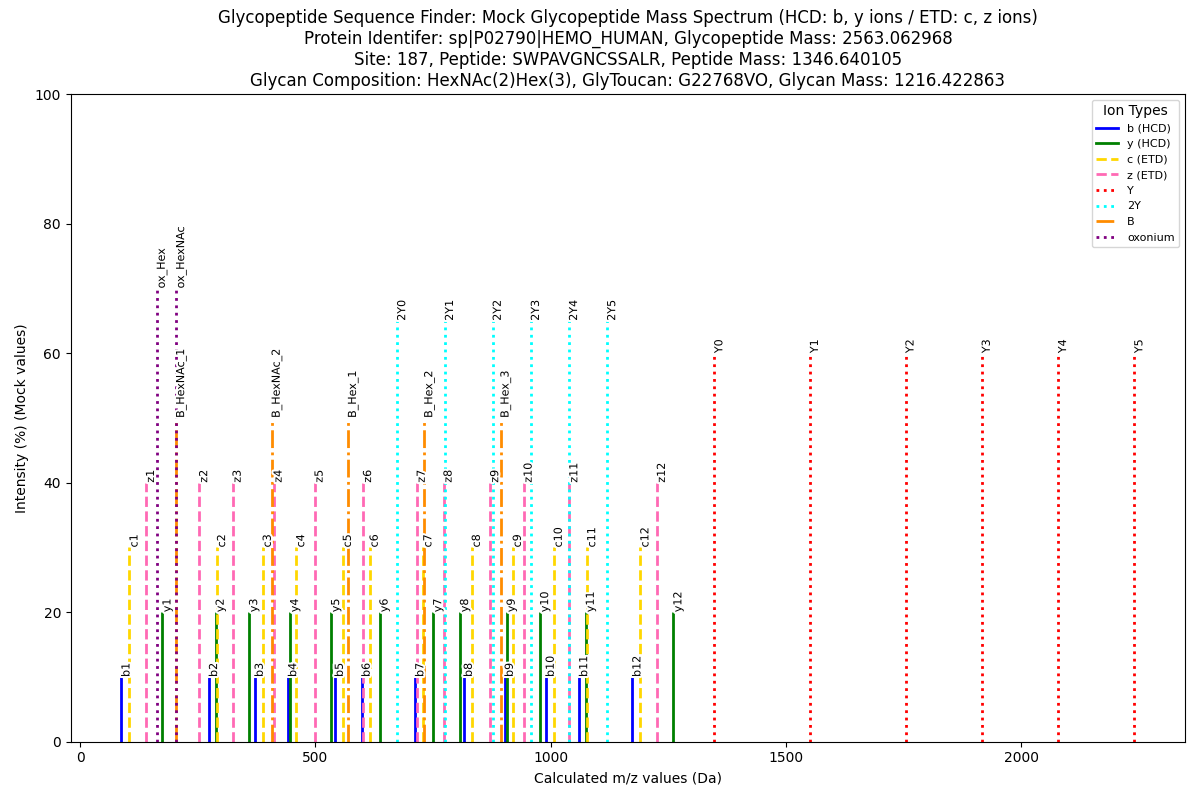 Glycopeptide Sequence Finder: Mock Glycopeptide Mass Spectrum (HCD: b, y ions / ETD: c, z ions)
Protein Identifer: sp|P02790|HEMO_HUMAN, Glycopeptide Mass: 2563.062968
Site: 187, Peptide: SWPAVGNCSSALR, Peptide Mass: 1346.640105
Glycan Composition: HexNAc(2)Hex(3), GlyToucan: G22768VO, Glycan Mass: 1216.422863
100
80
60
40
20
0
Intensity (%) (Mock values)
Ion Types
b (HCD)
y (HCD)
c (ETD)
z (ETD)
Y
2Y
B
oxonium
ox_Hex
ox_HexNAc
2Y0
2Y1
2Y2
2Y3
2Y4
2Y5
B_HexNAc_1
B_HexNAc_2
B_Hex_1
B_Hex_2
B_Hex_3
Y0
Y1
Y2
Y3
Y4
Y5
z1
z2
z3
z4
z5
z6
z7
z8
z9
z10
z11
z12
c1
c2
c3
c4
c5
c6
c7
c8
c9
c10
c11
c12
y1
y2
y3
y4
y5
y6
y7
y8
y9
y10
y11
y12
b1
b2
b3
b4
b5
b6
b7
b8
b9
b10
b11
b12
0
500
1000
1500
2000
Calculated m/z values (Da)